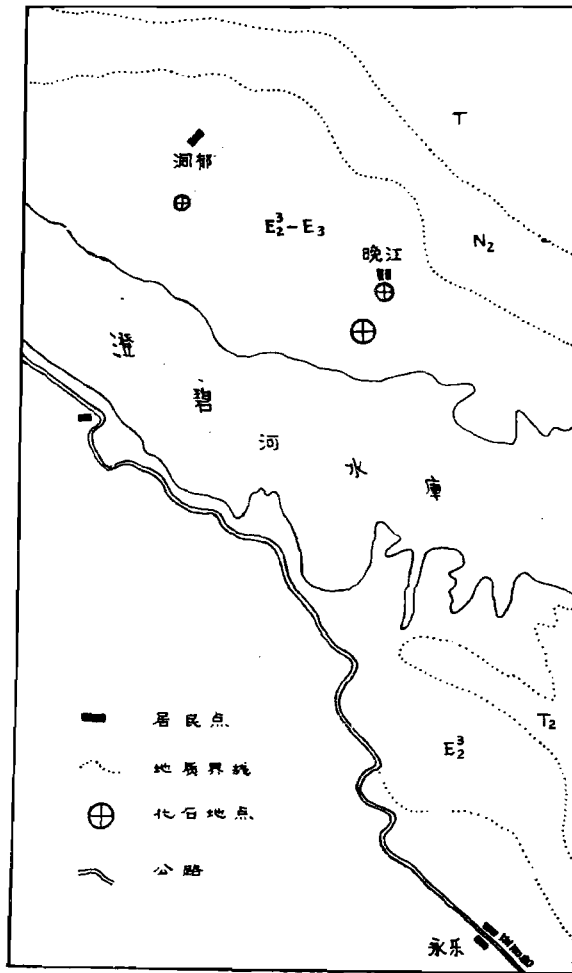 T
洞郁
E₂³-E₃
N₂
晚江
澄碧河水库
居民点
地质界线
T₂
E₂³
化石地点
公路
永乐